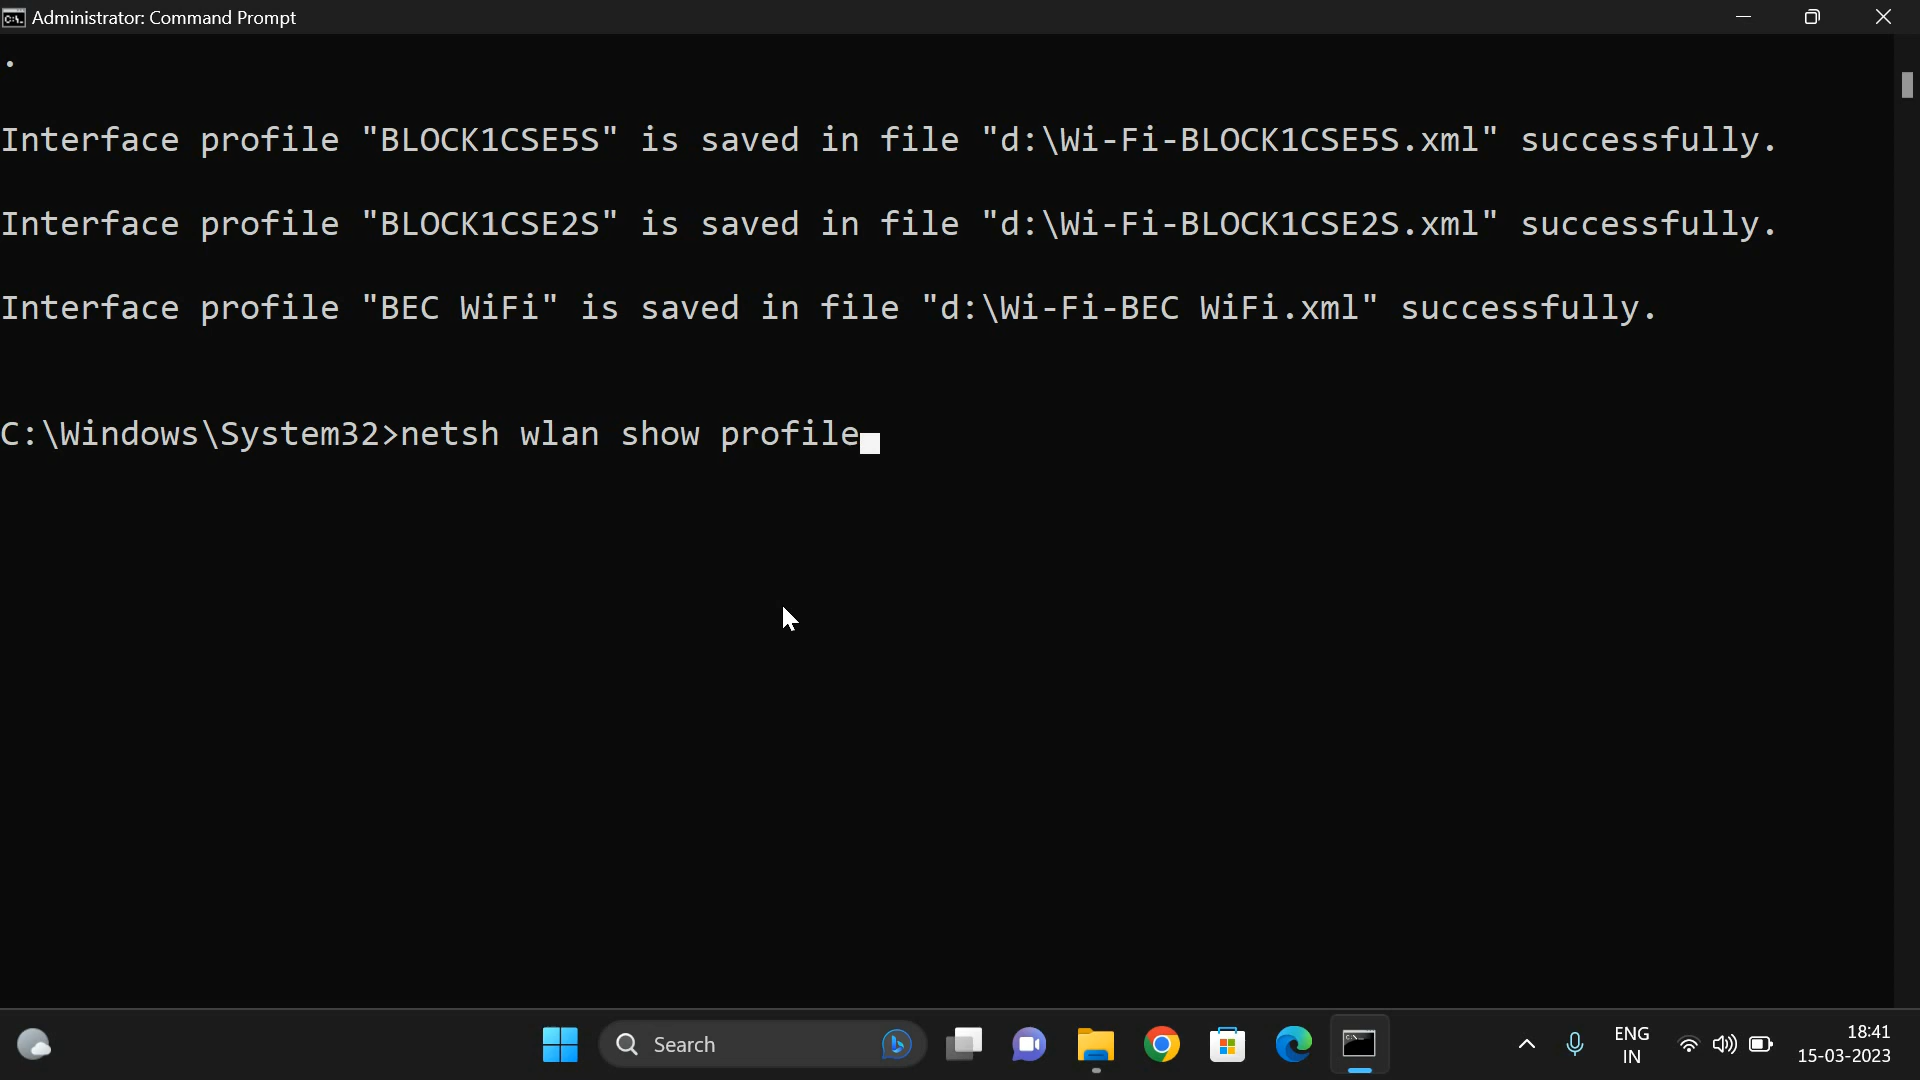 Administrator: Command Prompt
.
Interface profile "BLOCK1CSE5S" is saved in file "d:\Wi-Fi-BLOCK1CSE5S.xml" successfully.
Interface profile "BLOCK1CSE2S" is saved in file "d:\Wi-Fi-BLOCK1CSE2S.xml" successfully.
Interface profile "BEC WiFi" is saved in file "d:\Wi-Fi-BEC WiFi.xml" successfully.
C:\Windows\System32>netsh wlan show profile
Search
ENG
IN
18:41
15-03-2023